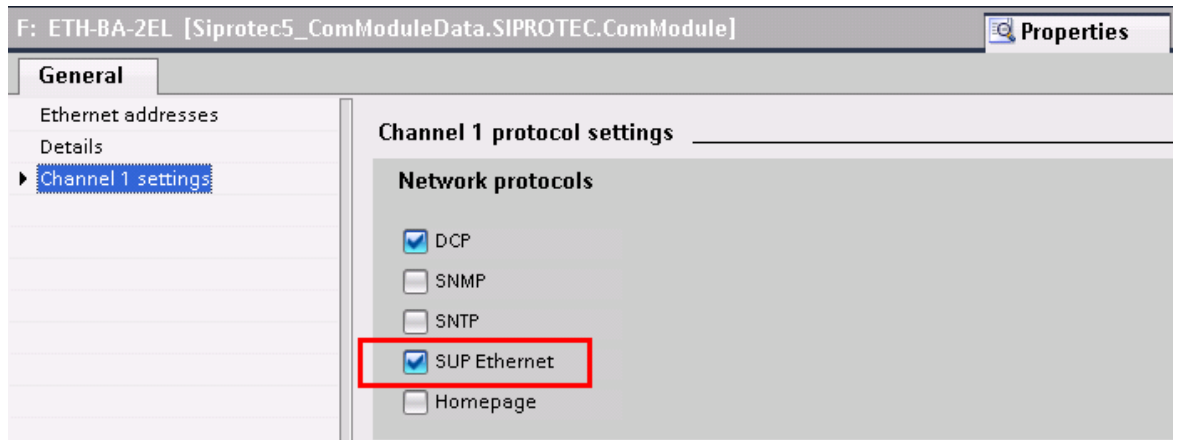 F: ETH-BA-2EL [Siprotec5_ComModuleData.SIPROTEC.ComModule]
Properties
General
Ethernet addresses
Details
Channel 1 settings
Channel 1 protocol settings
Network protocols
DCP
SNMP
SNTP
SUP Ethernet
Homepage